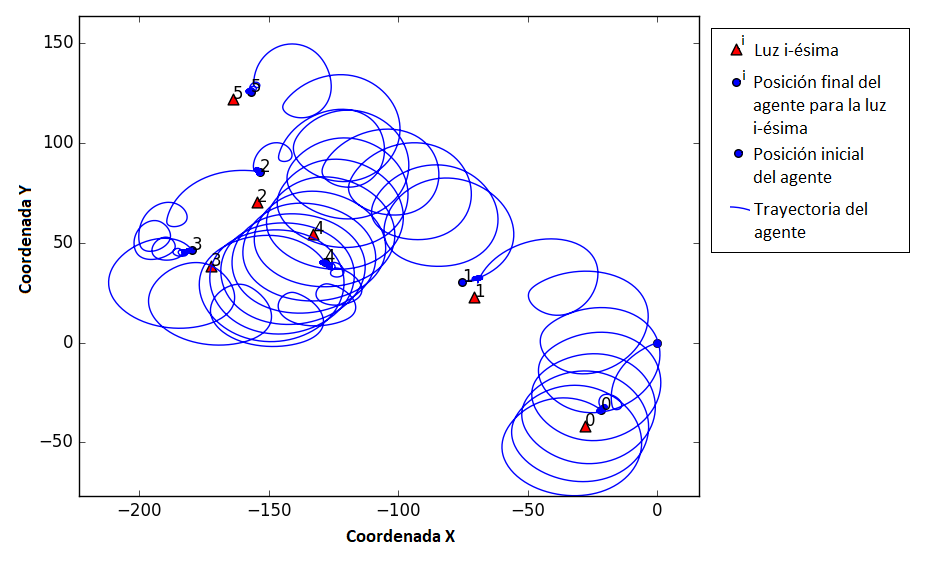 150
100
50
0
−50
−200
−150
−100
−50
0
Coordenada Y
Coordenada X
5
5
2
2
3
3
4
4
1
1
0
0
i
Luz i-ésima
i
Posición final del
agente para la luz
i-ésima
Posición inicial
del agente
Trayectoria del
agente